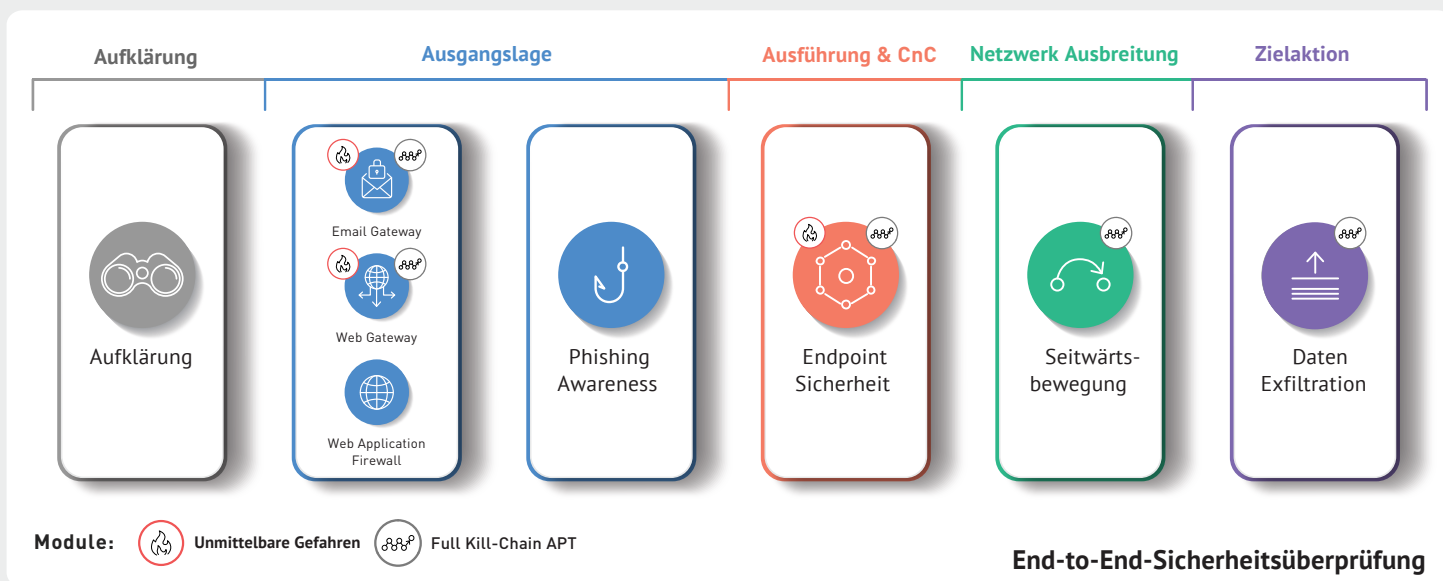 Aufklärung
Ausgangslage
Ausführung & CnC
Netzwerk Ausbreitung
Zielaktion
Aufklärung
Email Gateway
Web Gateway
Web Application
Firewall
Phishing
Awareness
Endpoint
Sicherheit
Seitwärts-
bewegung
Daten
Exfiltration
Module:
Unmittelbare Gefahren
Full Kill-Chain APT
End-to-End-Sicherheitsüberprüfung